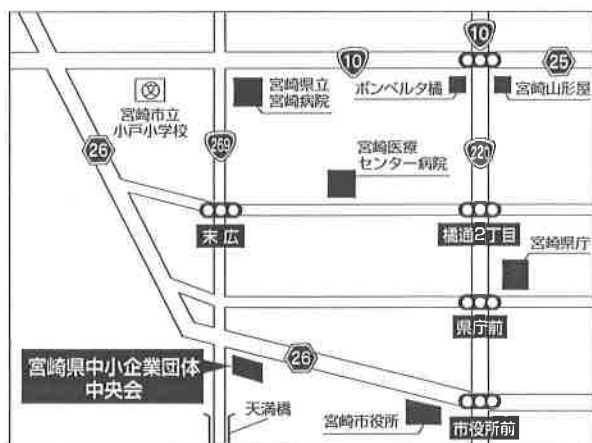 10
10
25
宮崎県立
宮崎病院
ボンベルタ橘
宮崎山形屋
文
宮崎市立
小戸小学校
26
269
宮崎医療
センター病院
220
末広
橘通2丁目
宮崎県庁
県庁前
26
宮崎県中小企業団体
中央会
天満橋
宮崎市役所
市役所前